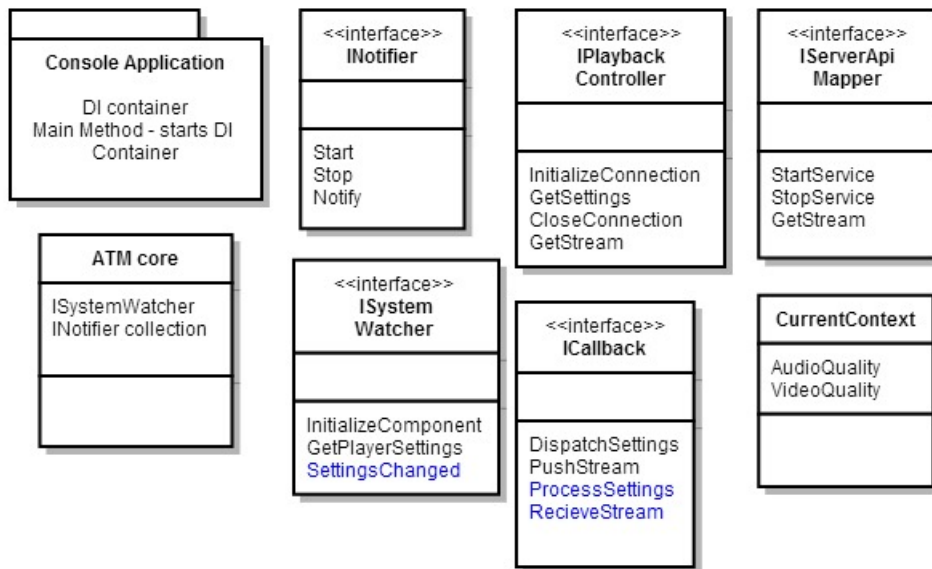 Console Application
DI container
Main Method - starts DI
Container
<<interface>>
INotifier
Start
Stop
Notify
<<interface>>
IPlayback
Controller
InitializeConnection
GetSettings
CloseConnection
GetStream
<<interface>>
IServerApi
Mapper
StartService
StopService
GetStream
ATM core
ISystemWatcher
INotifier collection
<<interface>>
ISystem
Watcher
InitializeComponent
GetPlayerSettings
SettingsChanged
<<interface>>
ICallback
DispatchSettings
PushStream
ProcessSettings
RecieveStream
CurrentContext
AudioQuality
VideoQuality